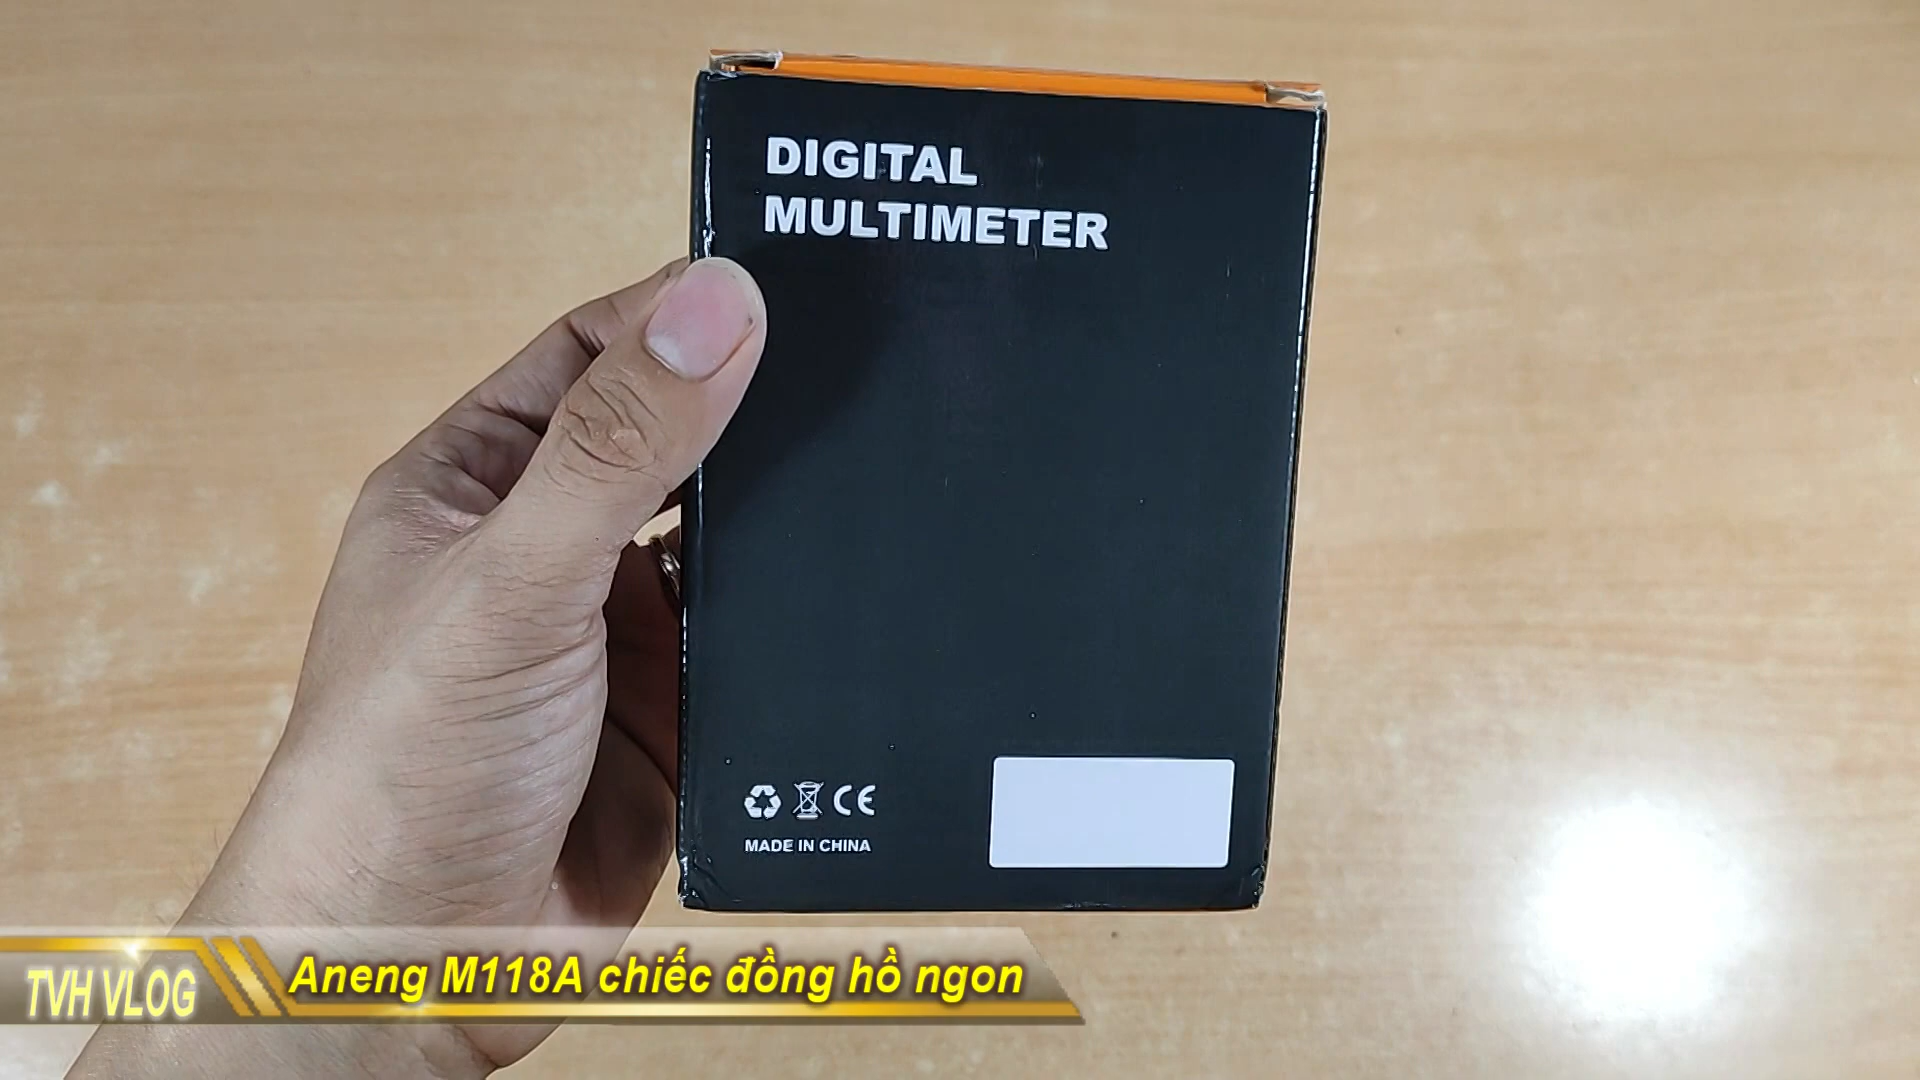 DIGITAL
MULTIMETER
CE
MADE IN CHINA
TVH VLOG
Aneng M118A chiếc đồng hồ ngon